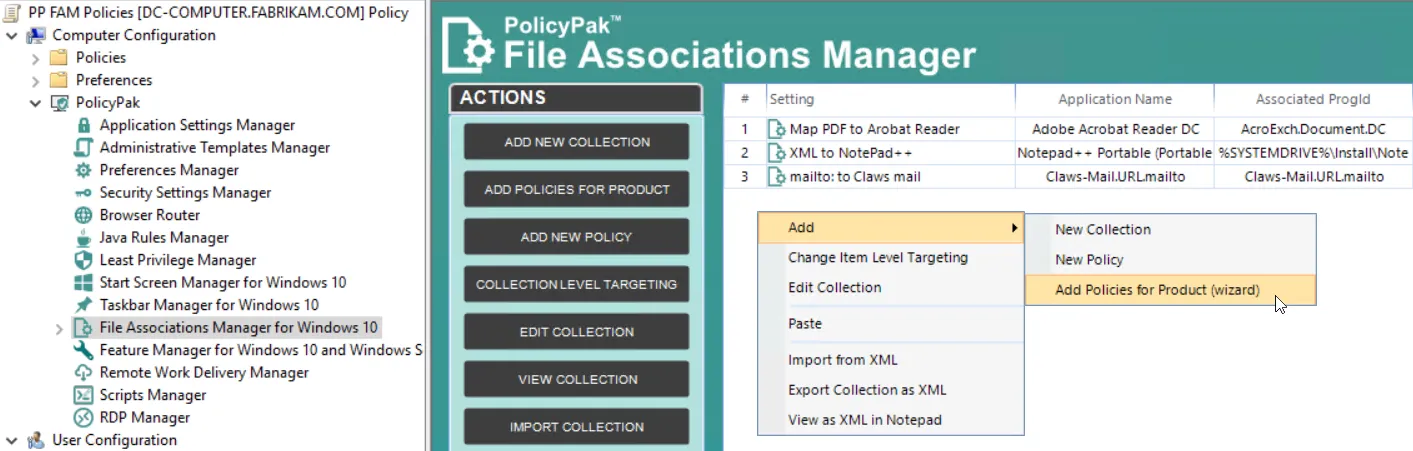 PP FAM Policies [DC-COMPUTER.FABRIKAM.COM] Policy
Computer Configuration
Policies
Preferences
PolicyPak
Application Settings Manager
Administrative Templates Manager
Preferences Manager
Security Settings Manager
Browser Router
Java Rules Manager
Least Privilege Manager
Start Screen Manager for Windows 10
Taskbar Manager for Windows 10
File Associations Manager for Windows 10
Feature Manager for Windows 10 and Windows S
Remote Work Delivery Manager
Scripts Manager
RDP Manager
User Configuration
PolicyPak™
File Associations Manager
ACTIONS
ADD NEW COLLECTION
ADD POLICIES FOR PRODUCT
ADD NEW POLICY
COLLECTION LEVEL TARGETING
EDIT COLLECTION
VIEW COLLECTION
IMPORT COLLECTION
# Setting Application Name Associated ProgId
1 Map PDF to Arobat Reader Adobe Acrobat Reader DC AcroExch.Document.DC
2 XML to NotePad++ Notepad++ Portable (Portable %SYSTEMDRIVE%\Install\Note
3 mailto: to Claws mail Claws-Mail.URL.mailto Claws-Mail.URL.mailto
Add
Change Item Level Targeting
Edit Collection
Paste
Import from XML
Export Collection as XML
View as XML in Notepad
New Collection
New Policy
Add Policies for Product (wizard)